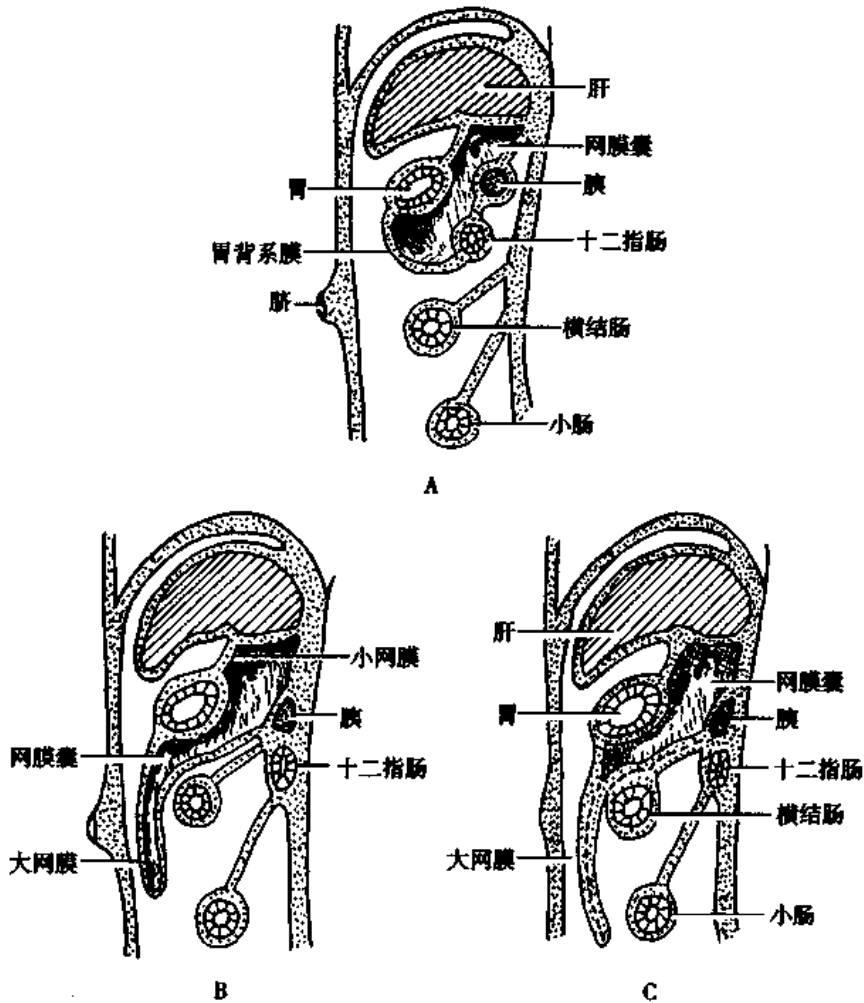 肝
网膜囊
胃
胰
胃背系膜
十二指肠
脐
横结肠
小肠
A
小网膜
胰
网膜囊
十二指肠
大网膜
B
肝
网膜囊
胃
胰
十二指肠
横结肠
大网膜
小肠
C